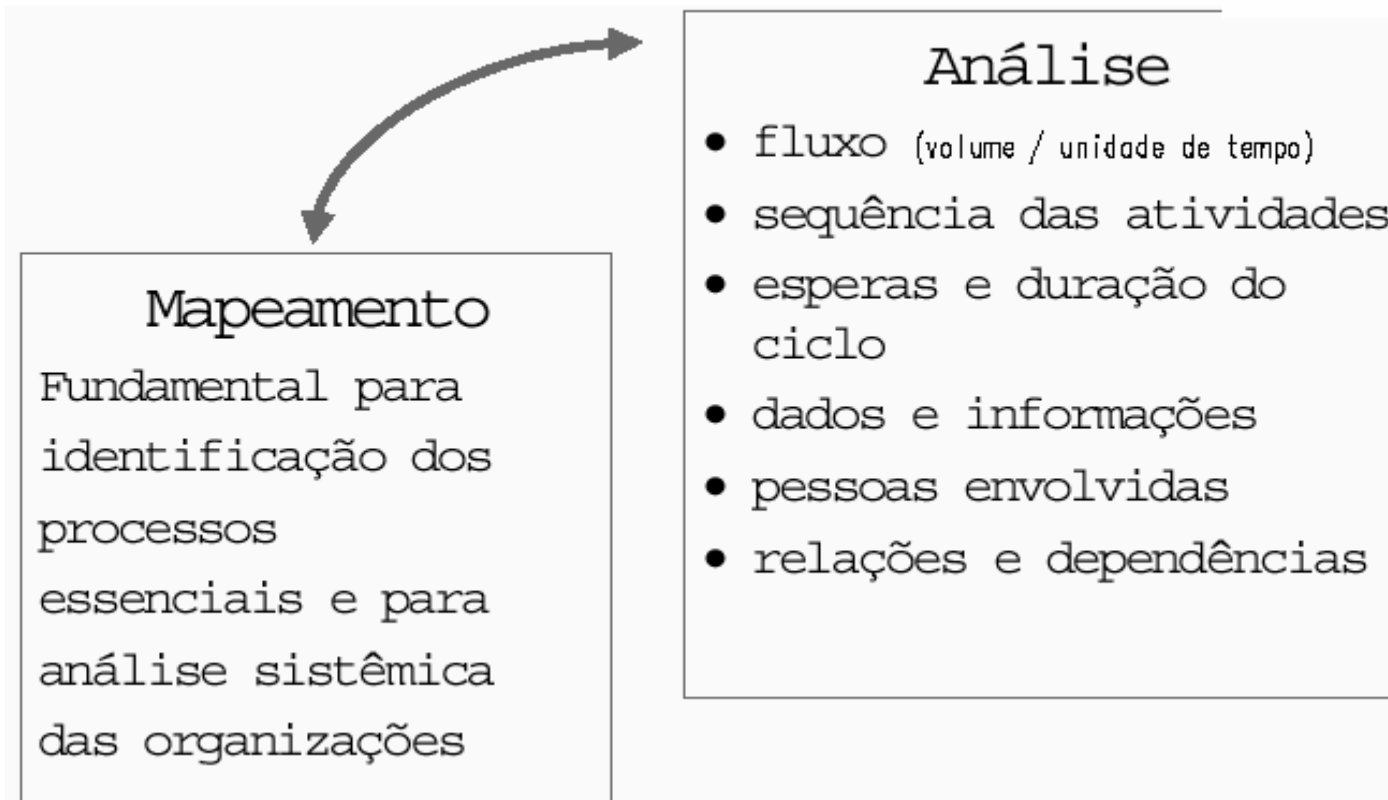 Análise
• fluxo (volume / unidade de tempo)
• sequência das atividades
• esperas e duração do
ciclo
• dados e informações
• pessoas envolvidas
• relações e dependências
Mapeamento
Fundamental para
identificação dos
processos
essenciais e para
análise sistêmica
das organizações